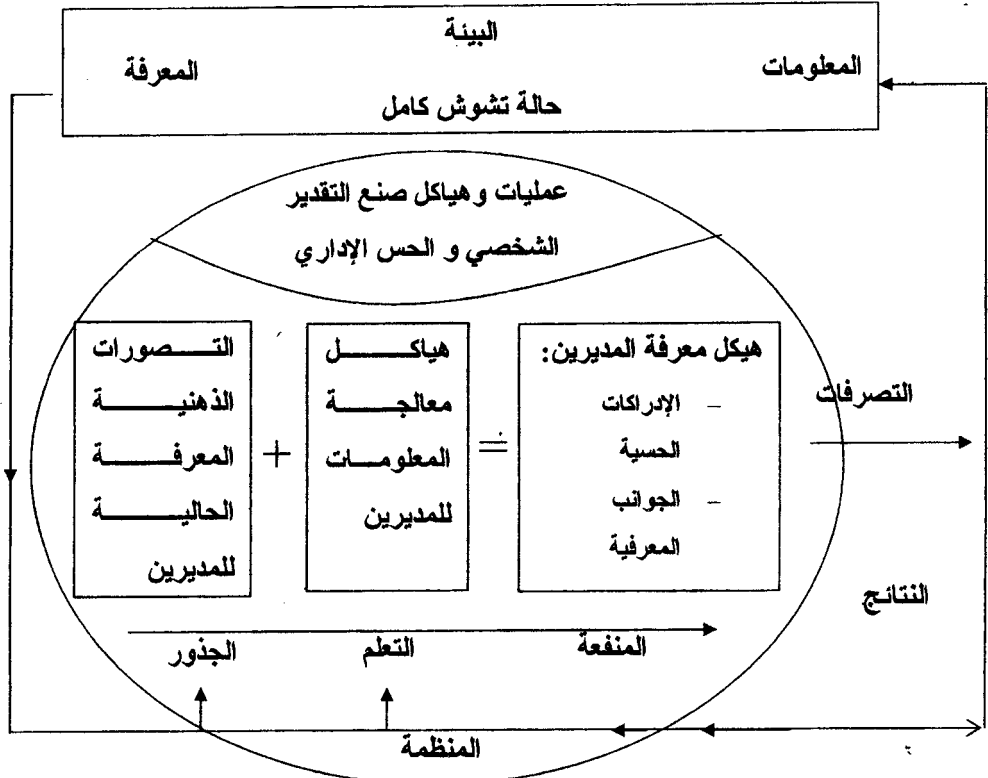 البيئة
المعلومات
المعرفة
حالة تشوش كامل
عمليات و هياكل صنع التقدير
الشخصي و الحس الإداري
التصورات
الذهنية
المعرفة
الحالية
للمديرين
+
هياكل
معالجة
المعلومات
للمديرين
=
هيكل معرفة المديرين:
– الإدراكات
الحسية
– الجوانب
المعرفية
التصرفات
النتائج
الجذور
التعلم
المنفعة
المنظمة